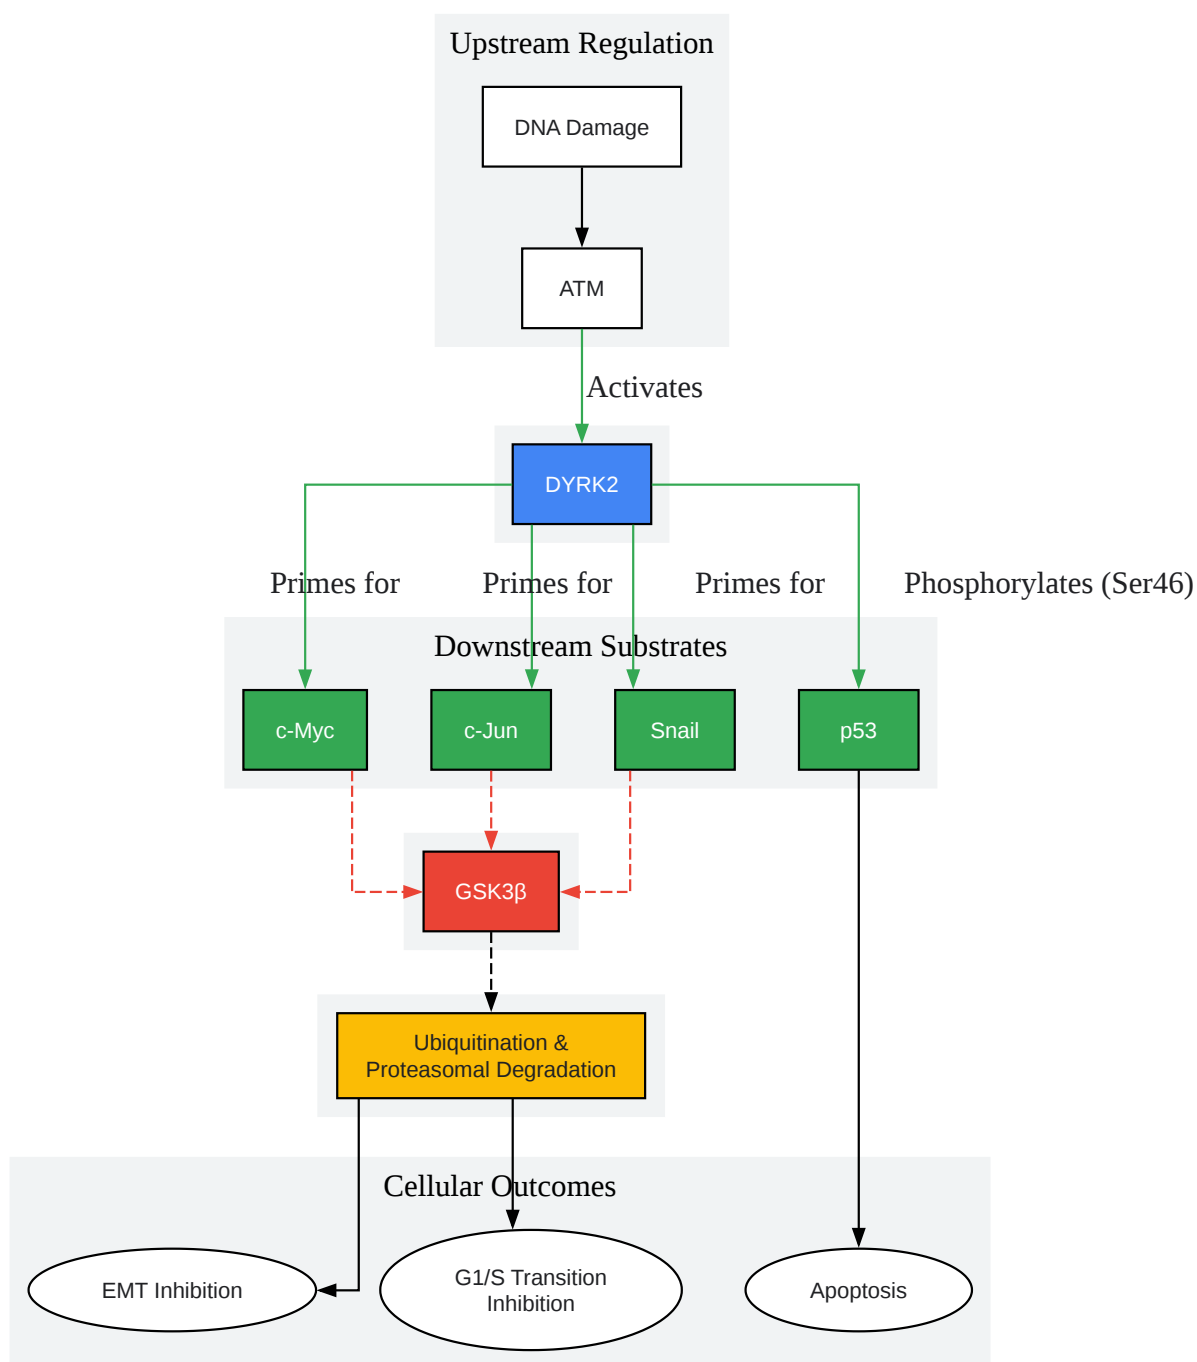 Upstream Regulation
DNA Damage
ATM
Activates
DYRK2
Primes for
Primes for
Primes for
Phosphorylates (Ser46)
Downstream Substrates
c-Myc
c-Jun
Snail
p53
GSK3β
Ubiquitination &
Proteasomal Degradation
Cellular Outcomes
EMT Inhibition
G1/S Transition
Inhibition
Apoptosis